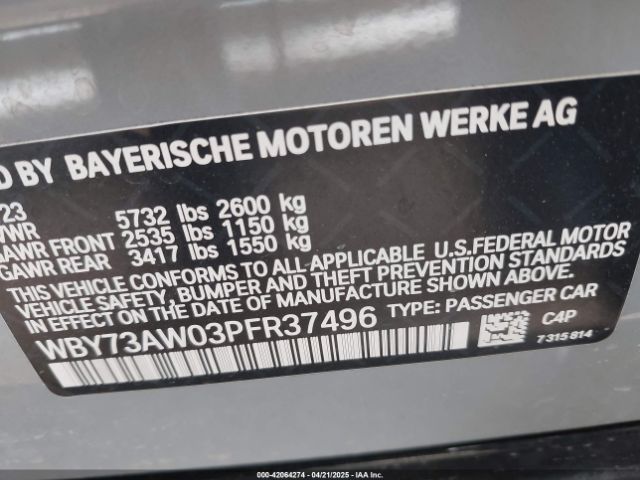 BY BAYERISCHE MOTOREN WERKE AG
23
5732 lbs 2600 kg
FRONT 2535 lbs 1150 kg
GAWR REAR 3417 lbs 1550 kg
THIS VEHICLE CONFORMS TO ALL APPLICABLE U.S.FEDERAL MOTOR
VEHICLE SAFETY, BUMPER AND THEFT PREVENTION STANDARDS
IN EFFECT ON THE DATE OF MANUFACTURE SHOWN ABOVE.
WBY73AW03PFR37496 TYPE: PASSENGER CAR
C4P
7315814
000-42064274 - 04/21/2025 - IAA Inc.